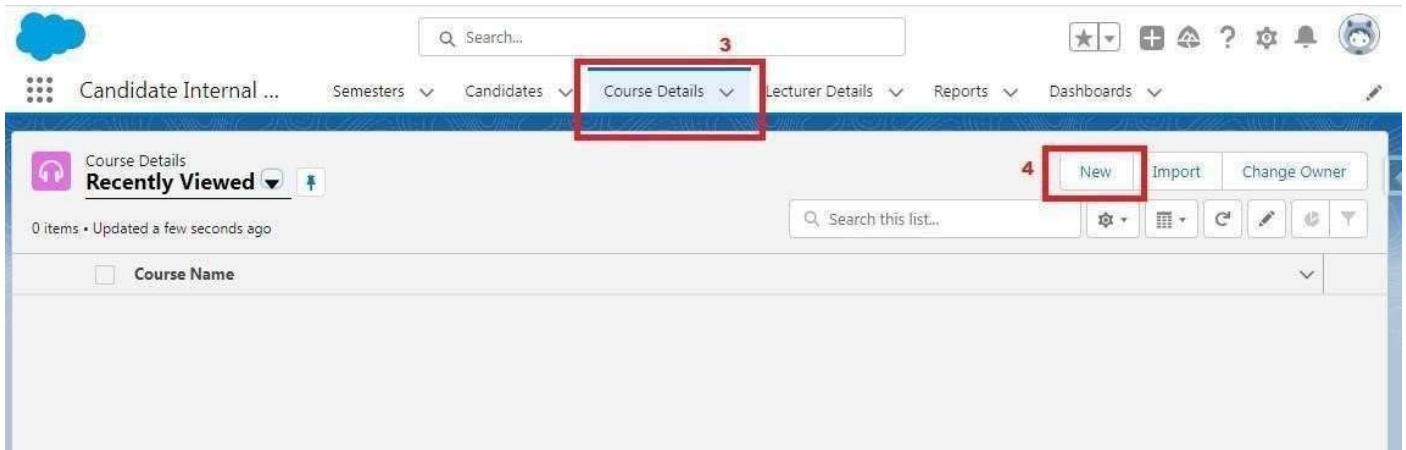 Search...
3
Candidate Internal ... Semesters Candidates Course Details Lecturer Details Reports Dashboards
Course Details
Recently Viewed
4 New Import Change Owner
0 items • Updated a few seconds ago
Search this list...
Course Name